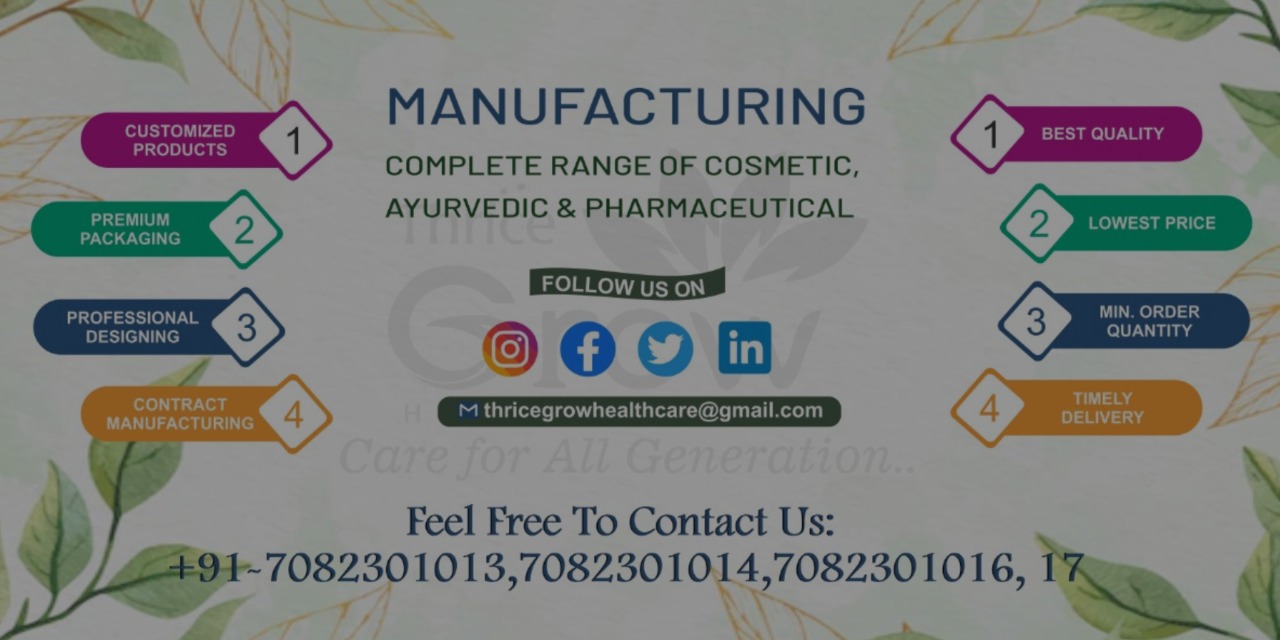 MANUFACTURING
COMPLETE RANGE OF COSMETIC,
AYURVEDIC & PHARMACEUTICAL
CUSTOMIZED
PRODUCTS
1
PREMIUM
PACKAGING
2
PROFESSIONAL
DESIGNING
3
CONTRACT
MANUFACTURING
4
1
BEST QUALITY
2
LOWEST PRICE
3
MIN. ORDER
QUANTITY
4
TIMELY
DELIVERY
Thrice
Grow
FOLLOW US ON
thricegrowhealthcare@gmail.com
Care for All Generation..
Feel Free To Contact Us:
+91-7082301013,7082301014,7082301016, 17